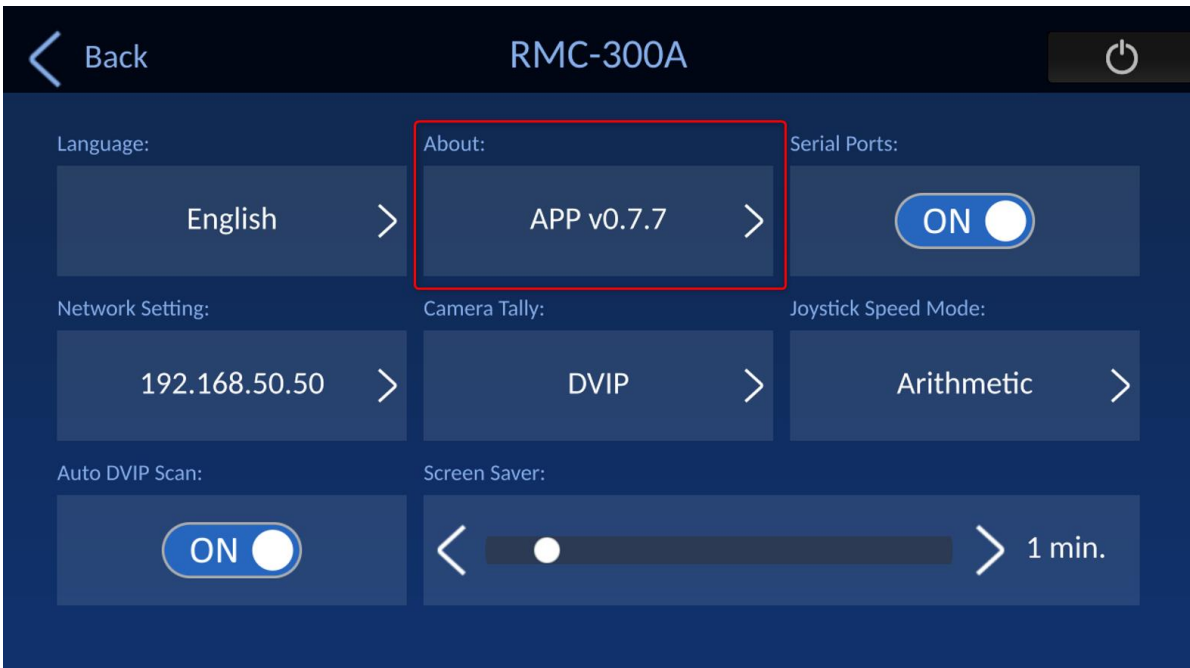 Back
RMC-300A
Language:
About:
Serial Ports:
English
APP v0.7.7
ON
Network Setting:
Camera Tally:
Joystick Speed Mode:
192.168.50.50
DVIP
Arithmetic
Auto DVIP Scan:
Screen Saver:
ON
1 min.